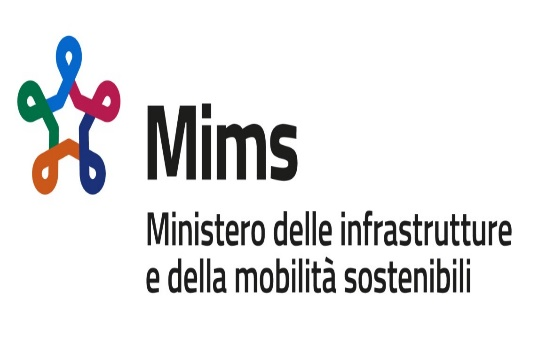 Mims
Ministero delle infrastrutture
e della mobilità sostenibili